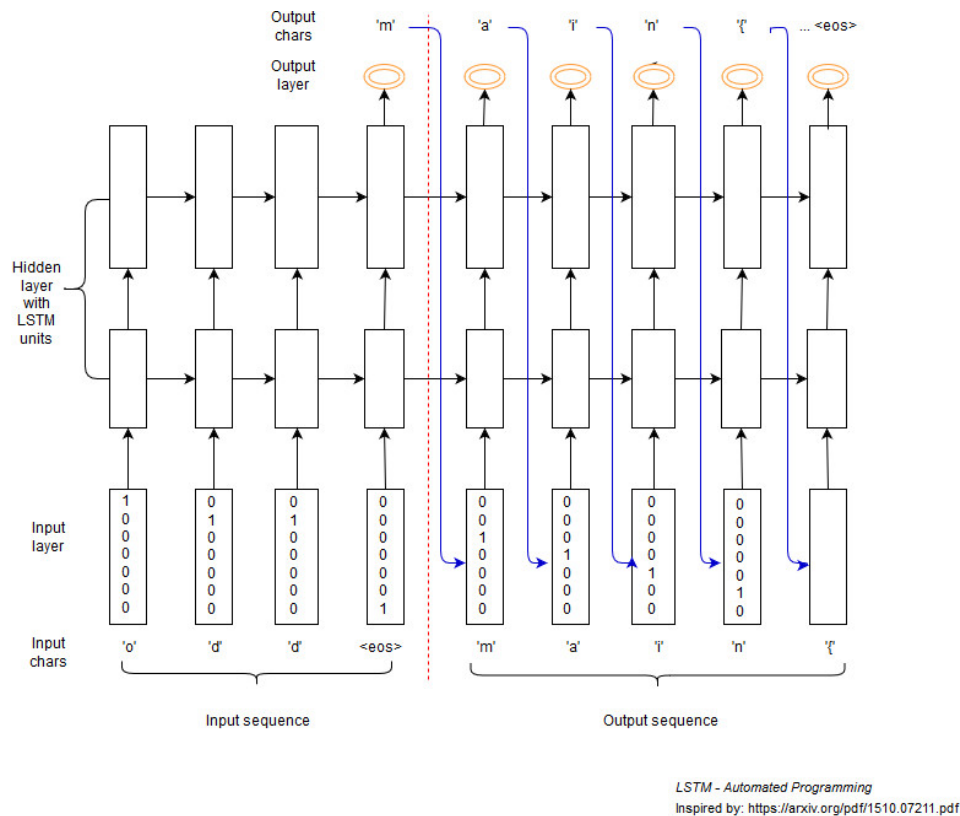 Output chars
'm' 'a' 'i' 'n' '{' ... <eos>
Output layer
Hidden layer with LSTM units
Input layer
1 0 0 0 0 0 0
0 1 0 0 0 0 0
0 1 0 0 0 0 0
0 0 0 0 0 0 1
0 0 1 0 0 0 0
0 0 0 1 0 0 0
0 0 0 0 1 0 0
0 0 0 0 0 1 0
Input chars
'o' 'd' 'd' <eos> 'm' 'a' 'i' 'n' '{'
Input sequence
Output sequence
LSTM - Automated Programming
Inspired by: https://arxiv.org/pdf/1510.07211.pdf